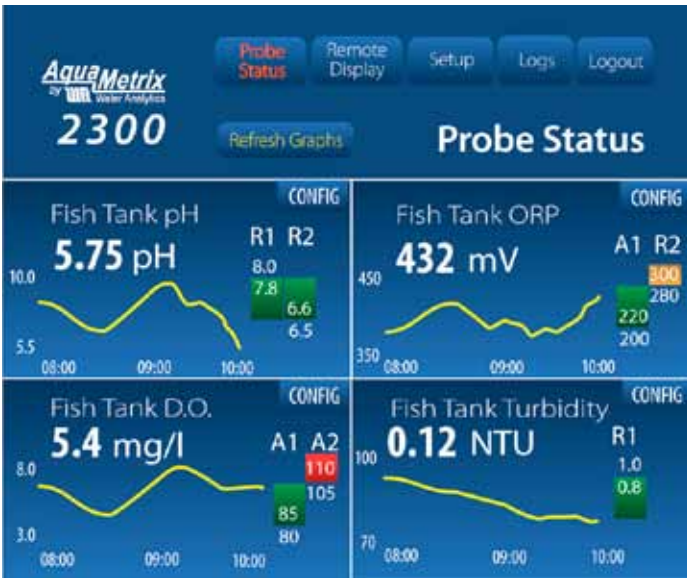 Probe Status
Remote Display
Setup
Logs
Logout
AquaMetrix
by WA Water Analytics
2300
Refresh Graphs
Probe Status
CONFIG
Fish Tank pH
5.75 pH
R1 R2
8.0
7.8
6.6
6.5
10.0
5.5
08:00 09:00 10:00
CONFIG
Fish Tank ORP
432 mV
A1 R2
300
280
220
200
450
350
08:00 09:00 10:00
CONFIG
Fish Tank D.O.
5.4 mg/l
A1 A2
110
105
85
80
8.0
3.0
08:00 09:00 10:00
CONFIG
Fish Tank Turbidity
0.12 NTU
R1
1.0
0.8
100
70
08:00 09:00 10:00